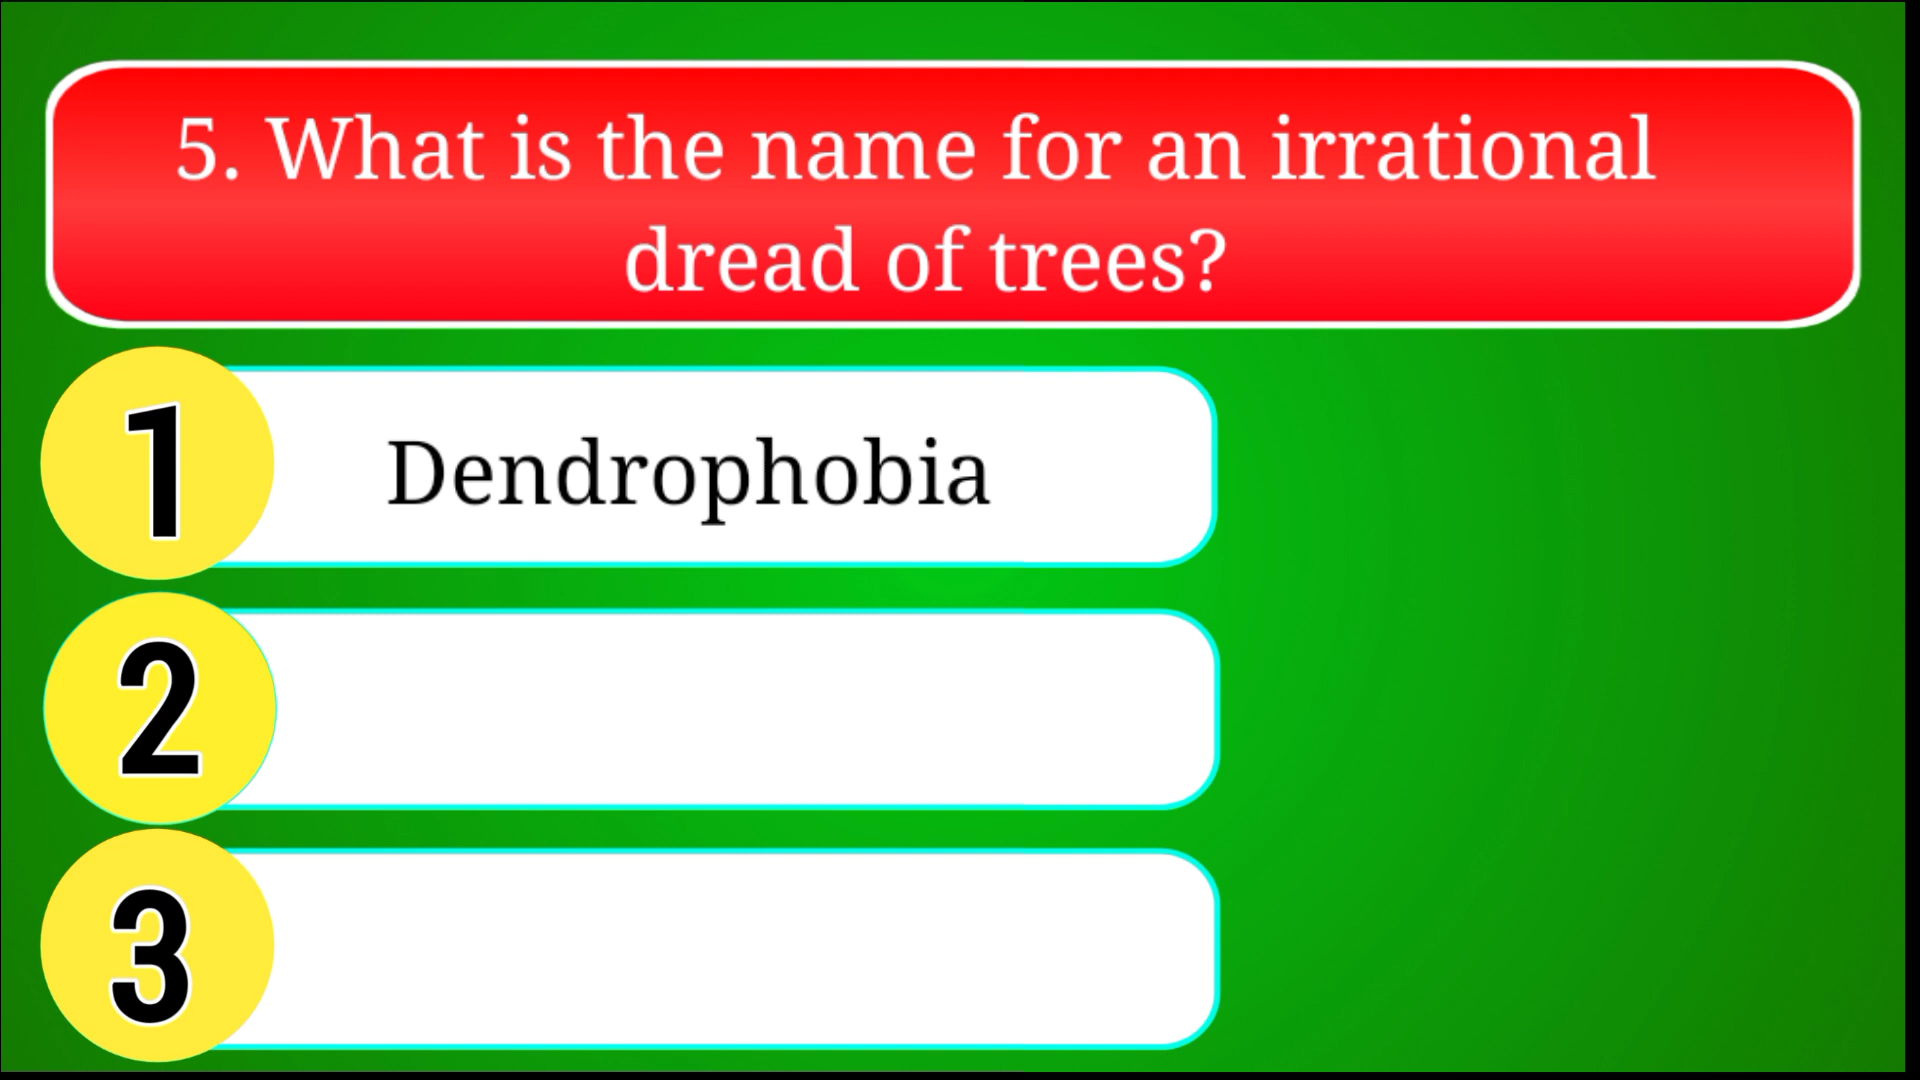 5. What is the name for an irrational
dread of trees?
1
Dendrophobia
2
3